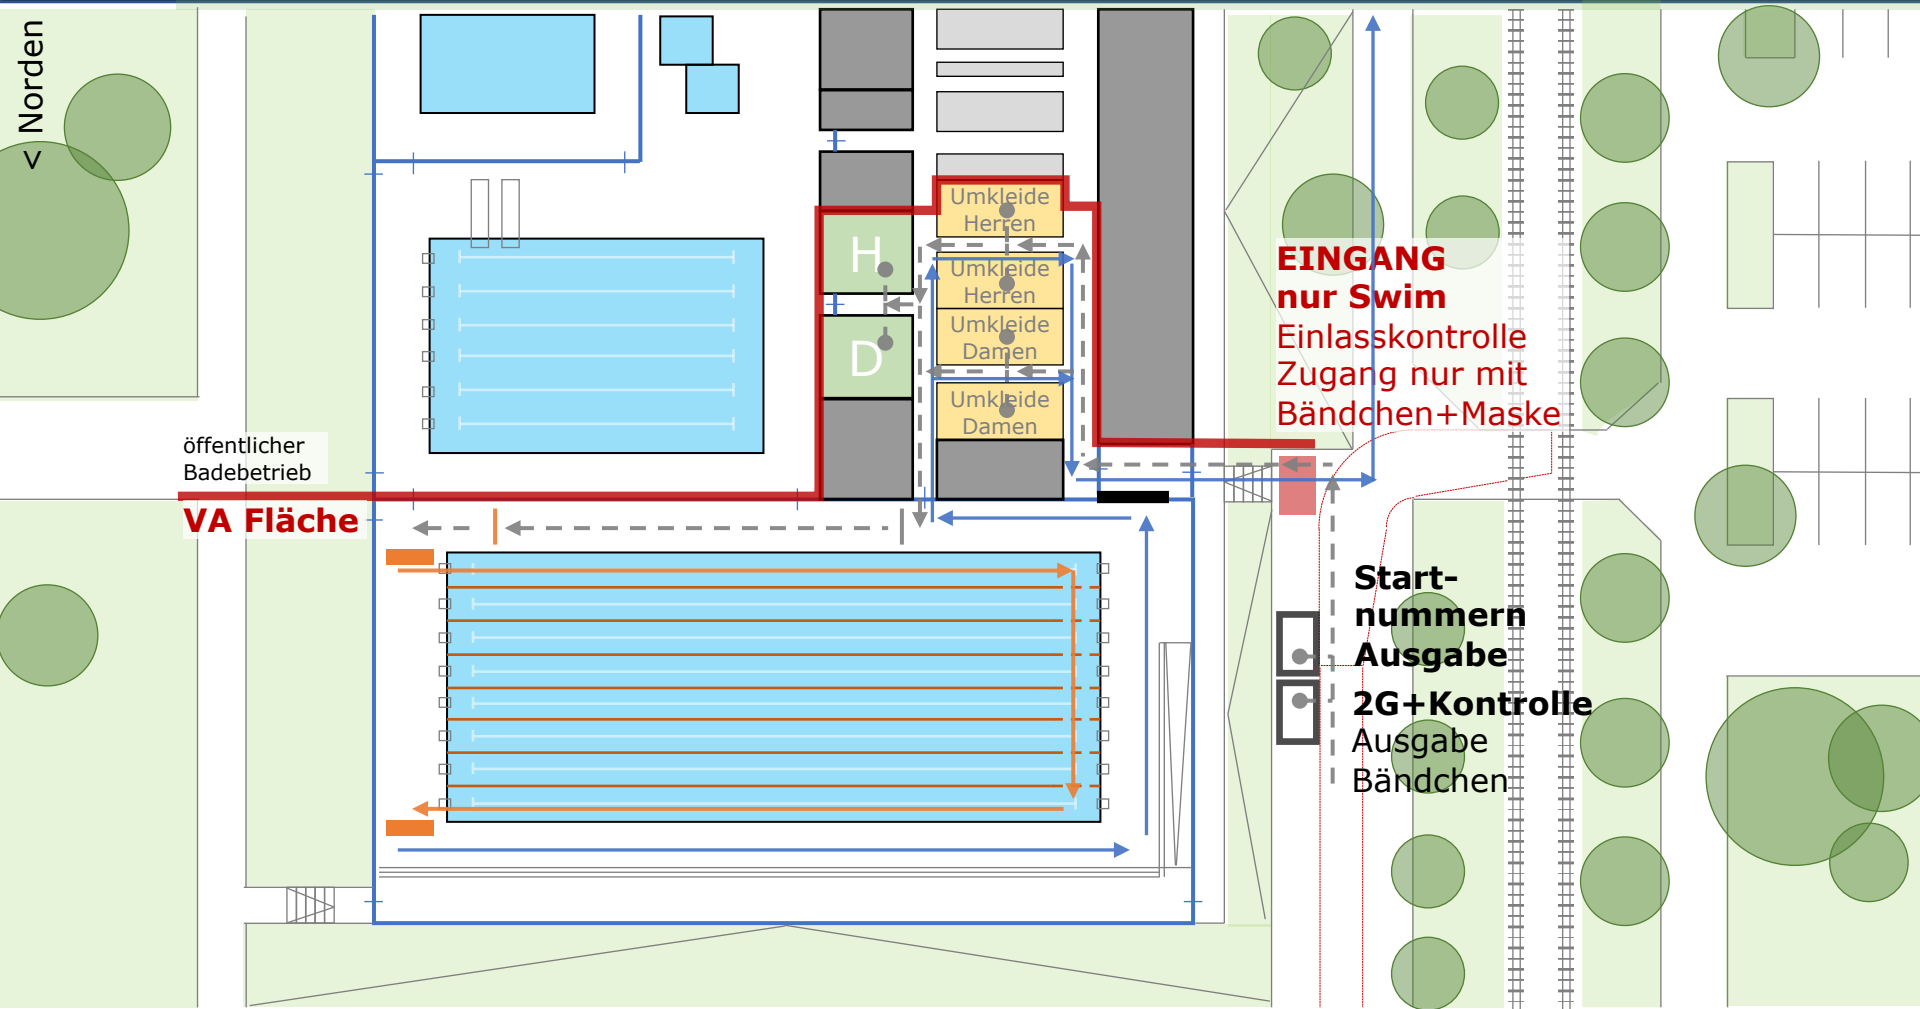 < Norden
Umkleide
Herren
H
Umkleide
Herren
Umkleide
Damen
D
Umkleide
Damen
EINGANG
nur Swim
Einlasskontrolle
Zugang nur mit
Bändchen+Maske
öffentlicher
Badebetrieb
VA Fläche
Start-
nummern
Ausgabe
2G+Kontrolle
Ausgabe
Bändchen